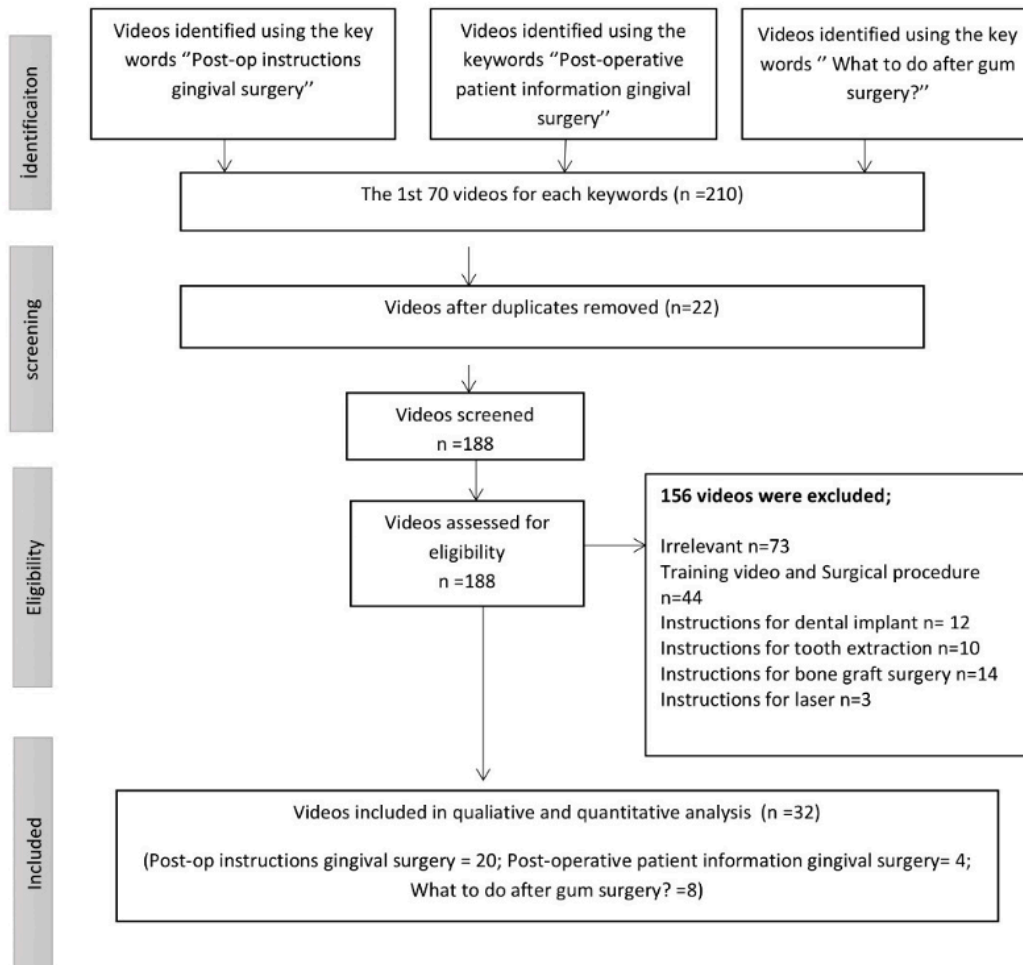 identificaiton
Videos identified using the key
words “Post-op instructions
gingival surgery”
Videos identified using the
keywords “Post-operative
patient information gingival
surgery”
Videos identified using the key
words “ What to do after gum
surgery?”
The 1st 70 videos for each keywords (n =210)
screening
Videos after duplicates removed (n=22)
Videos screened
n =188
Eligibility
Videos assessed for
eligibility
n =188
156 videos were excluded;
Irrelevant n=73
Training video and Surgical procedure
n=44
Instructions for dental implant n= 12
Instructions for tooth extraction n=10
Instructions for bone graft surgery n=14
Instructions for laser n=3
Included
Videos included in qualiative and quantitative analysis (n =32)
(Post-op instructions gingival surgery = 20; Post-operative patient information gingival surgery= 4;
What to do after gum surgery? =8)